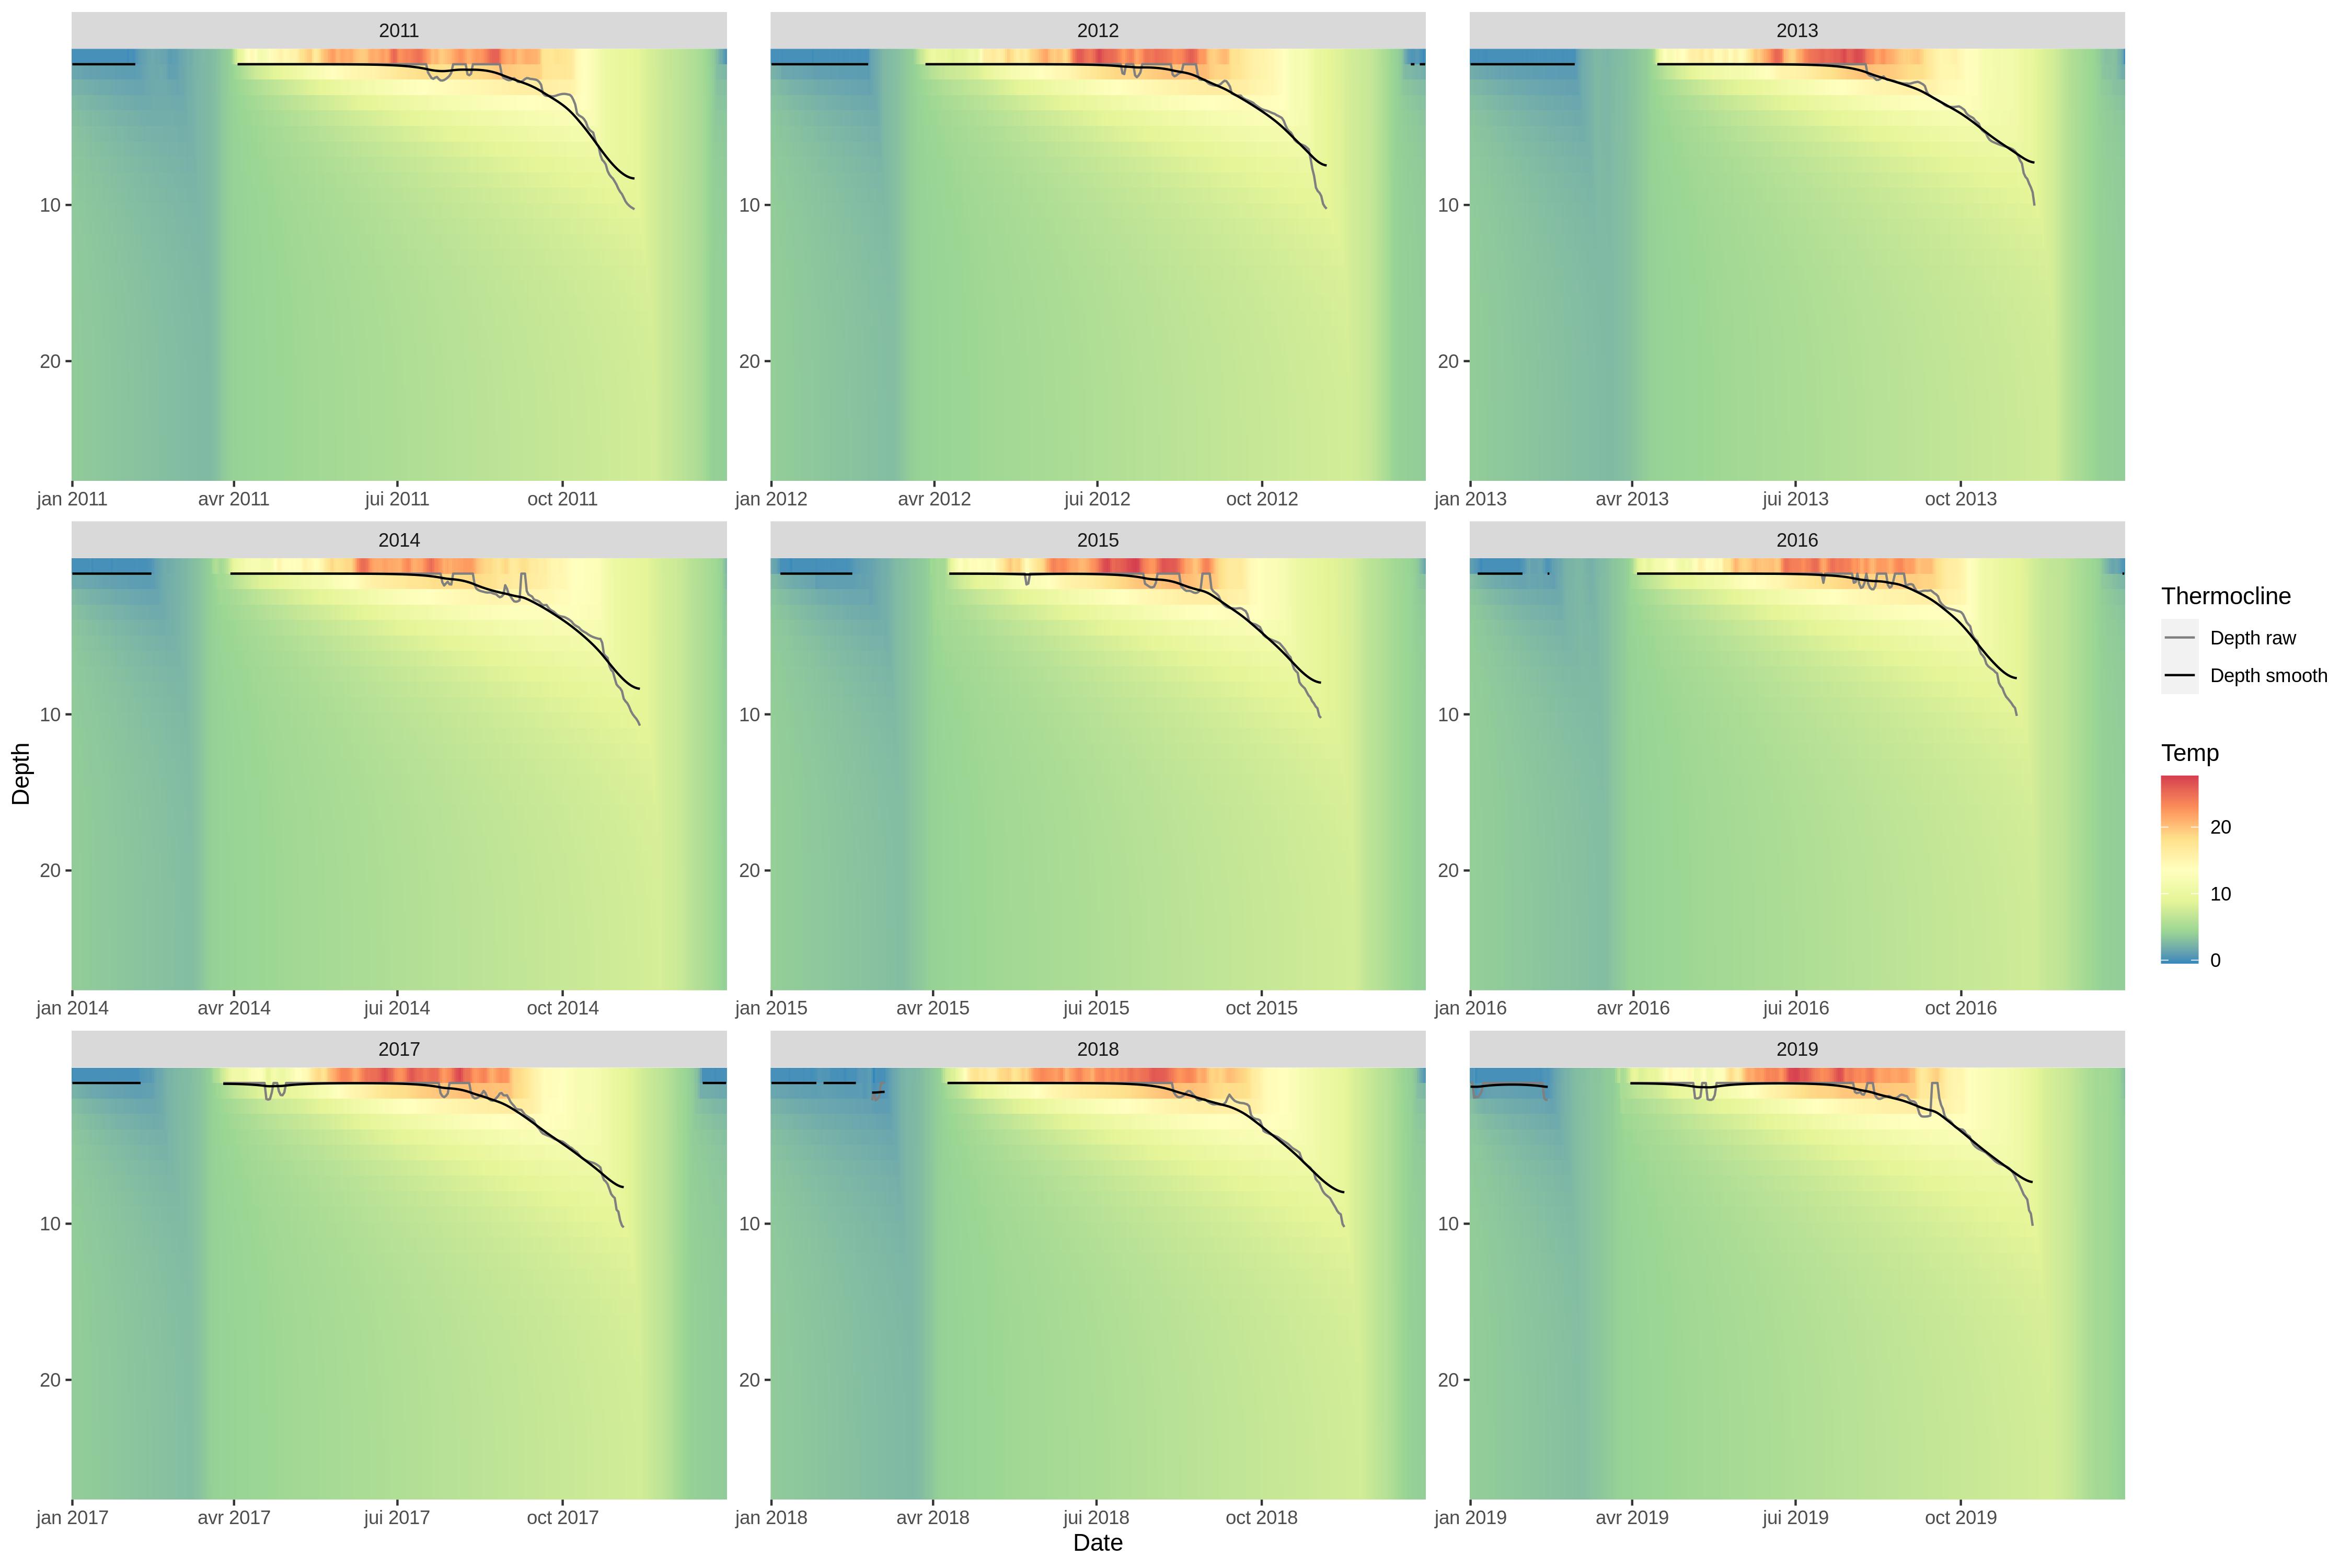 2011
2012
2013
10
20
10
20
10
20
jan 2011
avr 2011
jui 2011
oct 2011
jan 2012
avr 2012
jui 2012
oct 2012
jan 2013
avr 2013
jui 2013
oct 2013
2014
2015
2016
10
20
10
20
10
20
jan 2014
avr 2014
jui 2014
oct 2014
jan 2015
avr 2015
jui 2015
oct 2015
jan 2016
avr 2016
jui 2016
oct 2016
2017
2018
2019
10
20
10
20
10
20
jan 2017
avr 2017
jui 2017
oct 2017
jan 2018
avr 2018
jui 2018
oct 2018
jan 2019
avr 2019
jui 2019
oct 2019
Depth
Date
Thermocline
Depth raw
Depth smooth
Temp
20
10
0